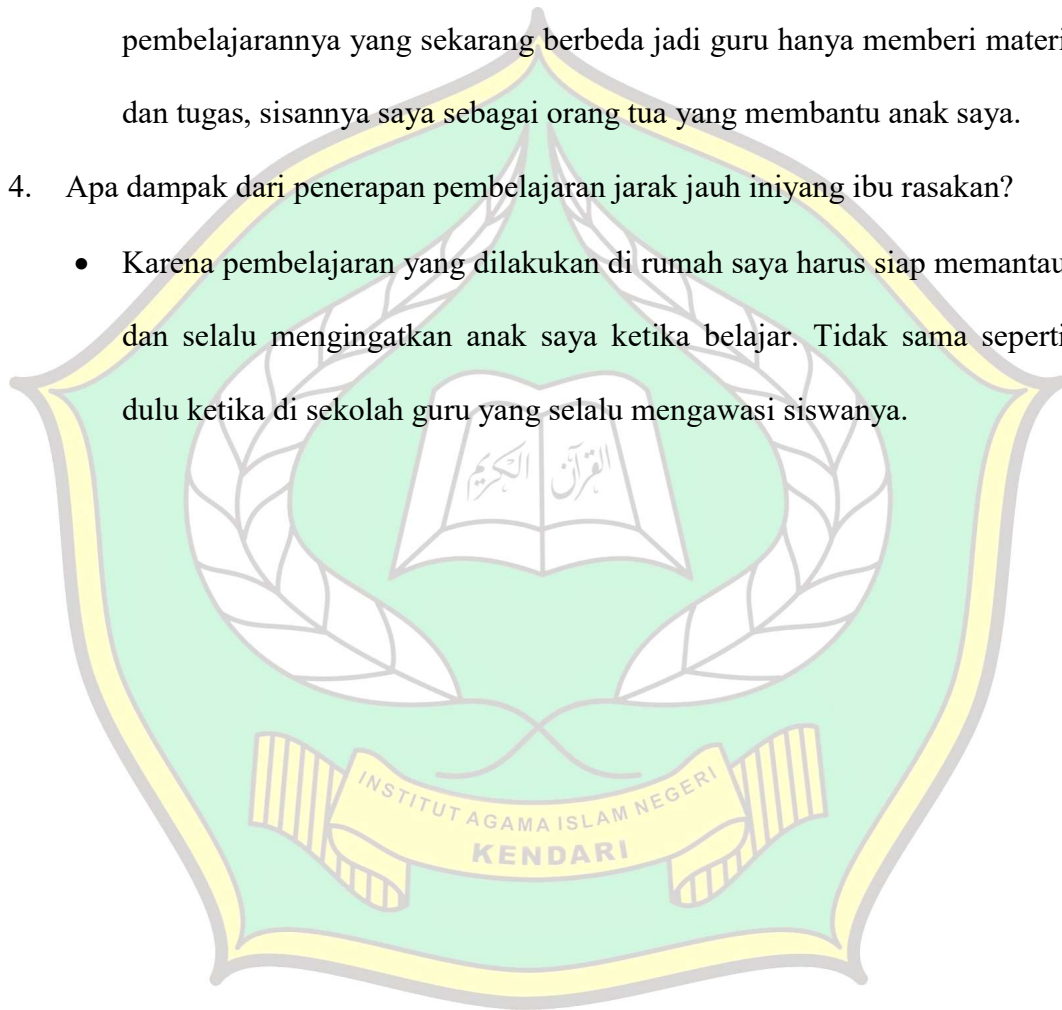 pembelajarannya yang sekarang berbeda jadi guru hanya memberi materi
dan tugas, sisannya saya sebagai orang tua yang membantu anak saya.
4. Apa dampak dari penerapan pembelajaran jarak jauh iniyang ibu rasakan?
• Karena pembelajaran yang dilakukan di rumah saya harus siap memantau
dan selalu mengingatkan anak saya ketika belajar. Tidak sama seperti
dulu ketika di sekolah guru yang selalu mengawasi siswanya.
القرآن الكريم
INSTITUT AGAMA ISLAM NEGERI
KENDARI